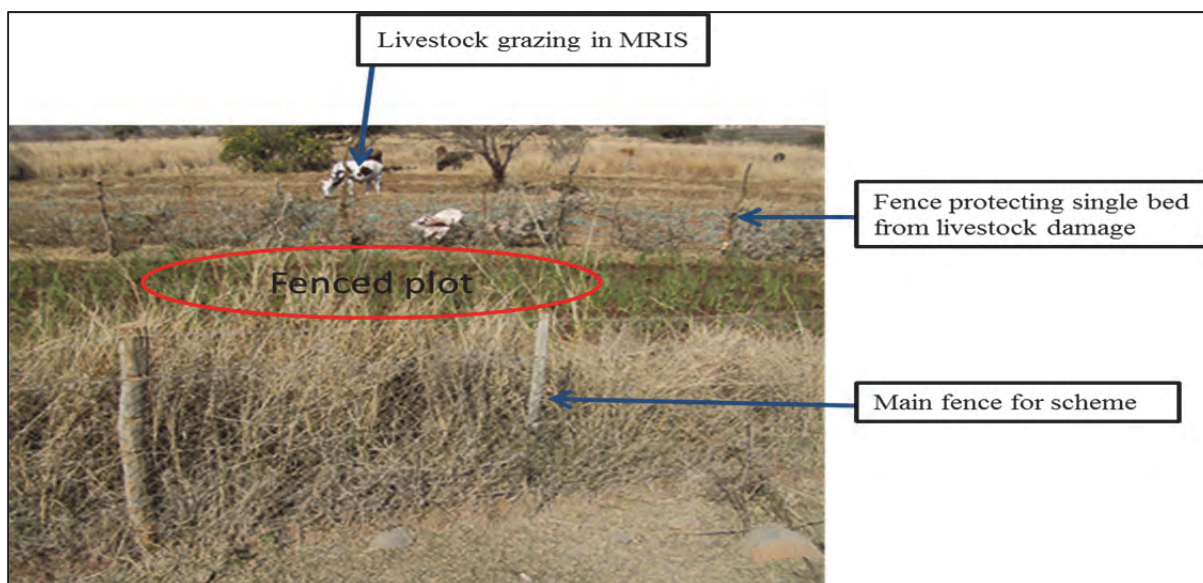 Livestock grazing in MRIS
Fence protecting single bed
from livestock damage
Fenced plot
Main fence for scheme